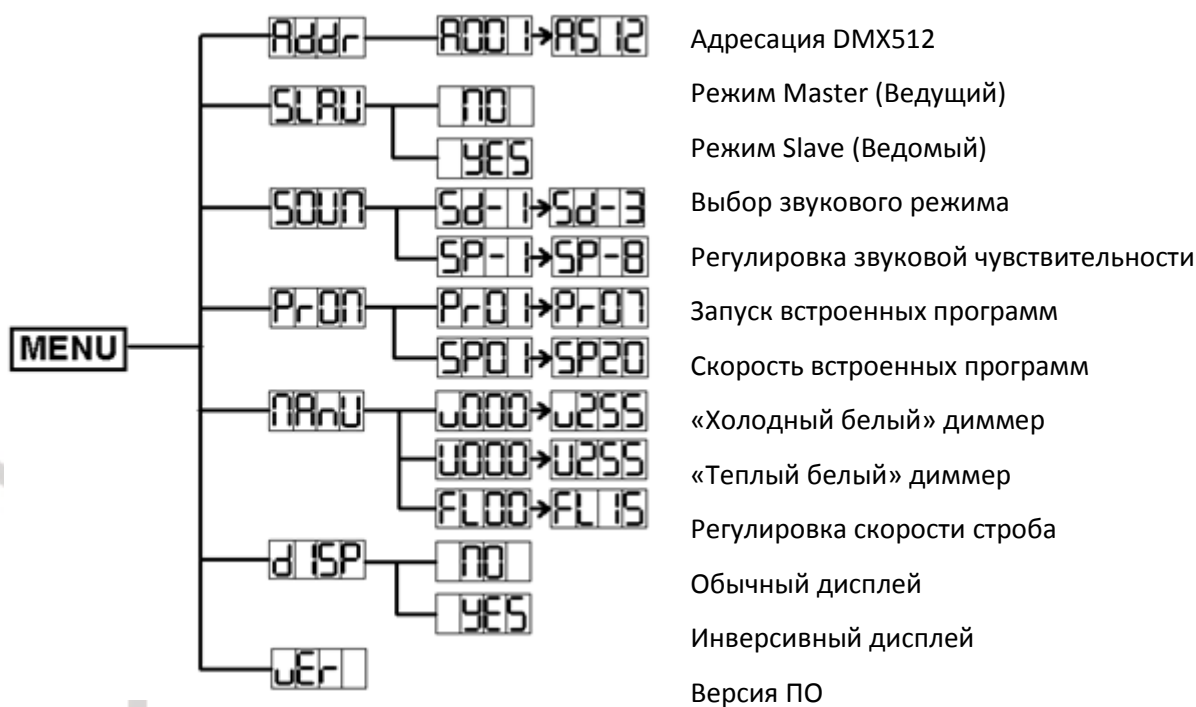 Addr A001→A512 Адресация DMX512
SLAU NO Режим Master (Ведущий)
YES Режим Slave (Ведомый)
SOUN Sd-1→Sd-3 Выбор звукового режима
SP-1→SP-8 Регулировка звуковой чувствительности
PrON Pr01→Pr07 Запуск встроенных программ
MENU
SP01→SP20 Скорость встроенных программ
NAnU u000→u255 «Холодный белый» диммер
U000→U255 «Теплый белый» диммер
FL00→FL15 Регулировка скорости строба
dISP NO Обычный дисплей
YES Инверсивный дисплей
uEr Версия ПО